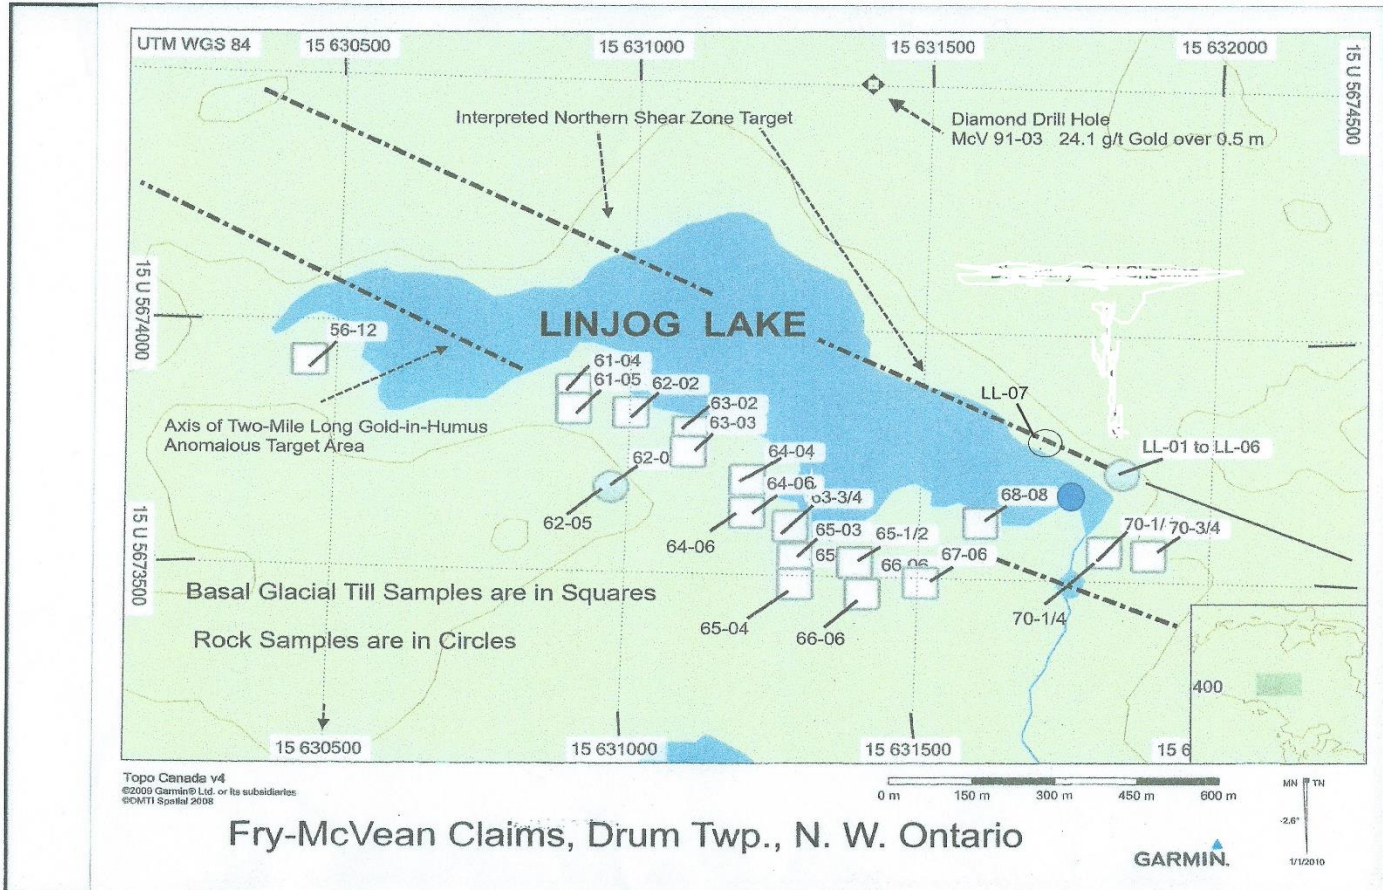 UTM WGS 84
15 630500
15 631000
15 631500
15 632000
15 U 5674500
Interpreted Northern Shear Zone Target
Diamond Drill Hole
McV 91-03 24.1 g/t Gold over 0.5 m
15 U 5674000
LINJOG LAKE
56-12
61-04
61-05
62-02
63-02
63-03
LL-07
Axis of Two-Mile Long Gold-in-Humus
Anomalous Target Area
LL-01 to LL-06
64-04
62-0
64-06
63-3/4
68-08
62-05
64-06
65-03
65-1/2
70-1/
70-3/4
65
66-06
67-06
15 U 5673500
Basal Glacial Till Samples are in Squares
65-04
66-06
70-1/4
Rock Samples are in Circles
400
15 630500
15 631000
15 631500
15 6
Topo Canada v4
©2009 Garmin® Ltd. or its subsidiaries
©DMTI Spatial 2008
0 m
150 m
300 m
450 m
600 m
MN
TN
-2.6°
1/1/2010
Fry-McVean Claims, Drum Twp., N. W. Ontario
GARMIN.